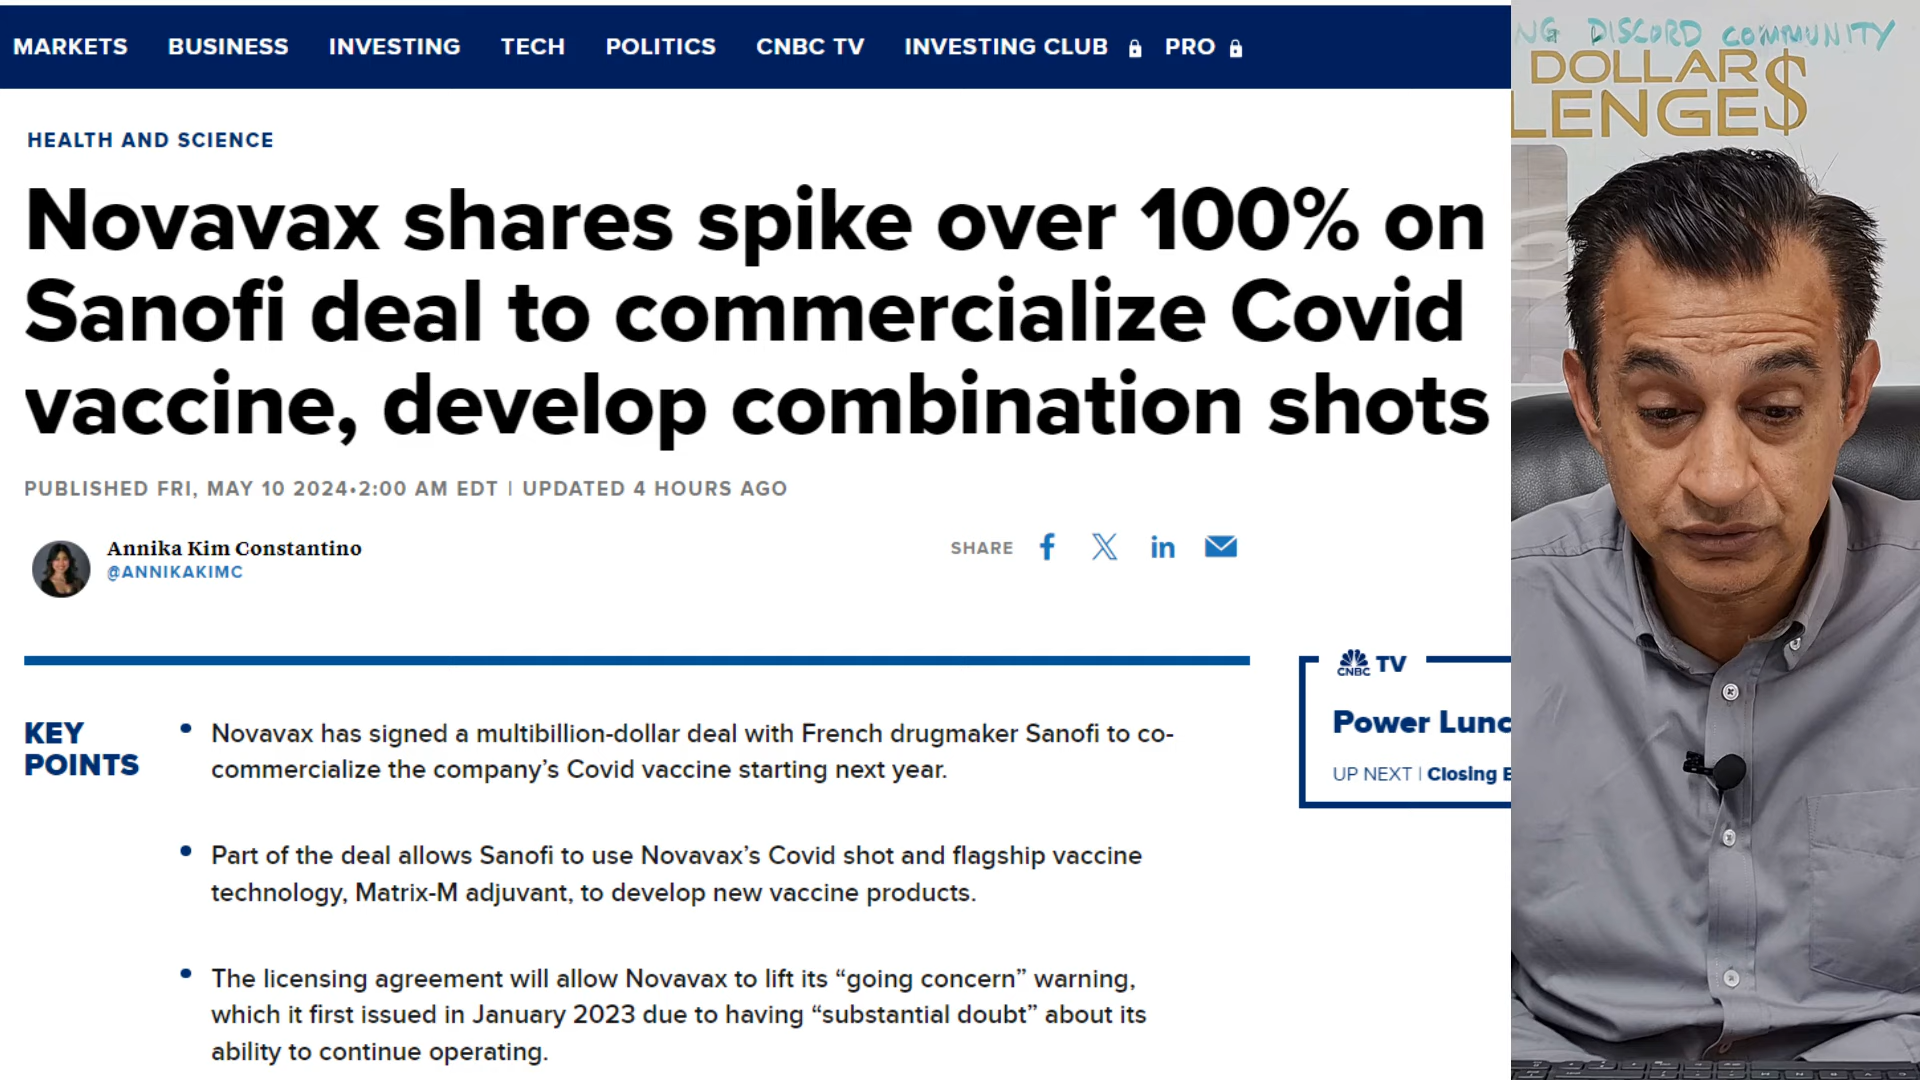 MARKETS BUSINESS INVESTING TECH POLITICS CNBC TV INVESTING CLUB PRO
HEALTH AND SCIENCE
Novavax shares spike over 100% on
Sanofi deal to commercialize Covid
vaccine, develop combination shots
PUBLISHED FRI, MAY 10 2024•2:00 AM EDT | UPDATED 4 HOURS AGO
Annika Kim Constantino
@ANNIKAKIMC
SHARE
KEY
POINTS
• Novavax has signed a multibillion-dollar deal with French drugmaker Sanofi to co-
commercialize the company’s Covid vaccine starting next year.
• Part of the deal allows Sanofi to use Novavax’s Covid shot and flagship vaccine
technology, Matrix-M adjuvant, to develop new vaccine products.
• The licensing agreement will allow Novavax to lift its “going concern” warning,
which it first issued in January 2023 due to having “substantial doubt” about its
ability to continue operating.
CNBC TV
Power Lunc
UP NEXT | Closing
NG DISCORD COMMUNITY
DOLLAR
LENGE$